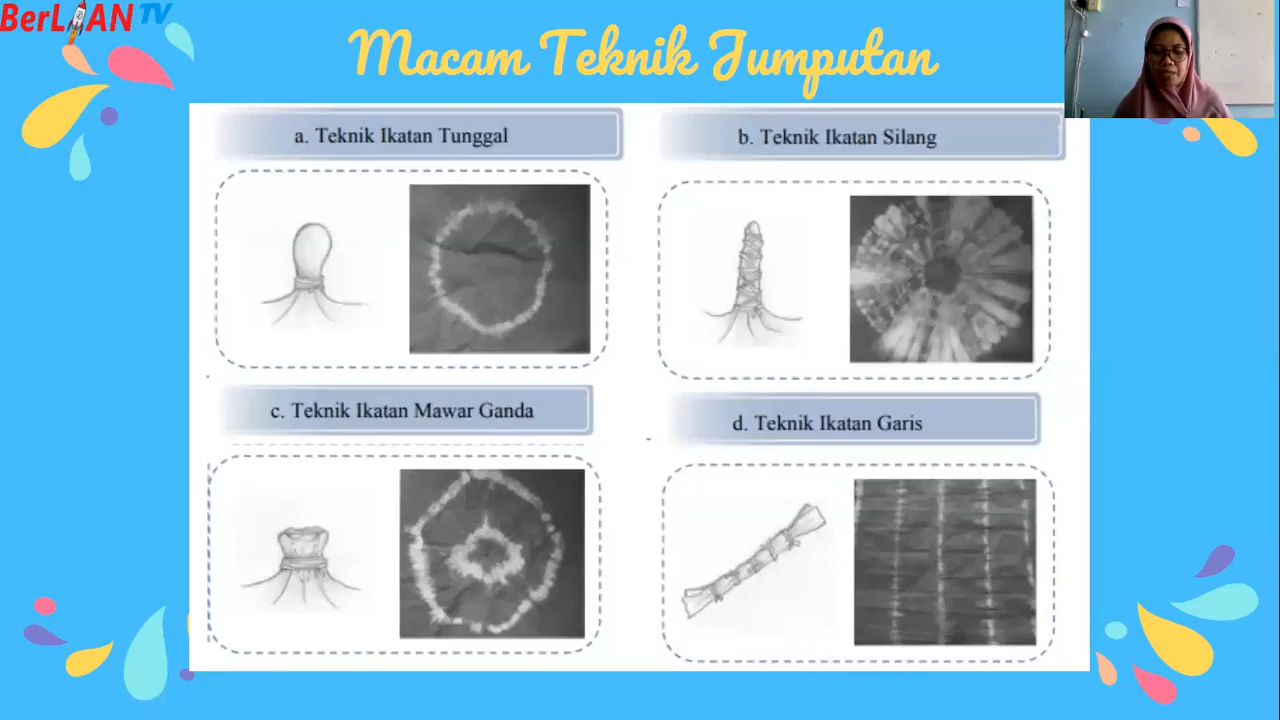 BerLIAN TV
Macam Teknik Jumputan
a. Teknik Ikatan Tunggal
b. Teknik Ikatan Silang
c. Teknik Ikatan Mawar Ganda
d. Teknik Ikatan Garis